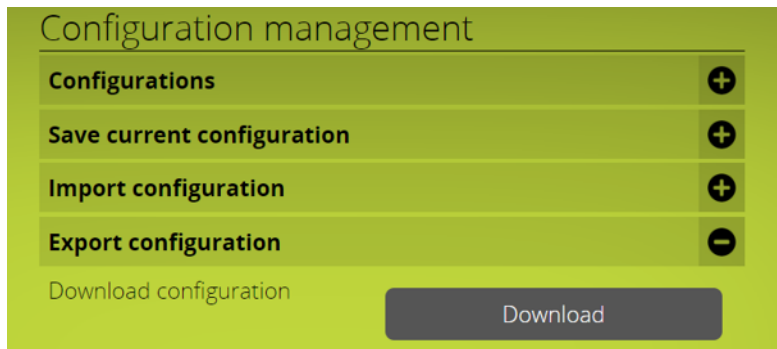 Configuration management
Configurations
Save current configuration
Import configuration
Export configuration
Download configuration
Download